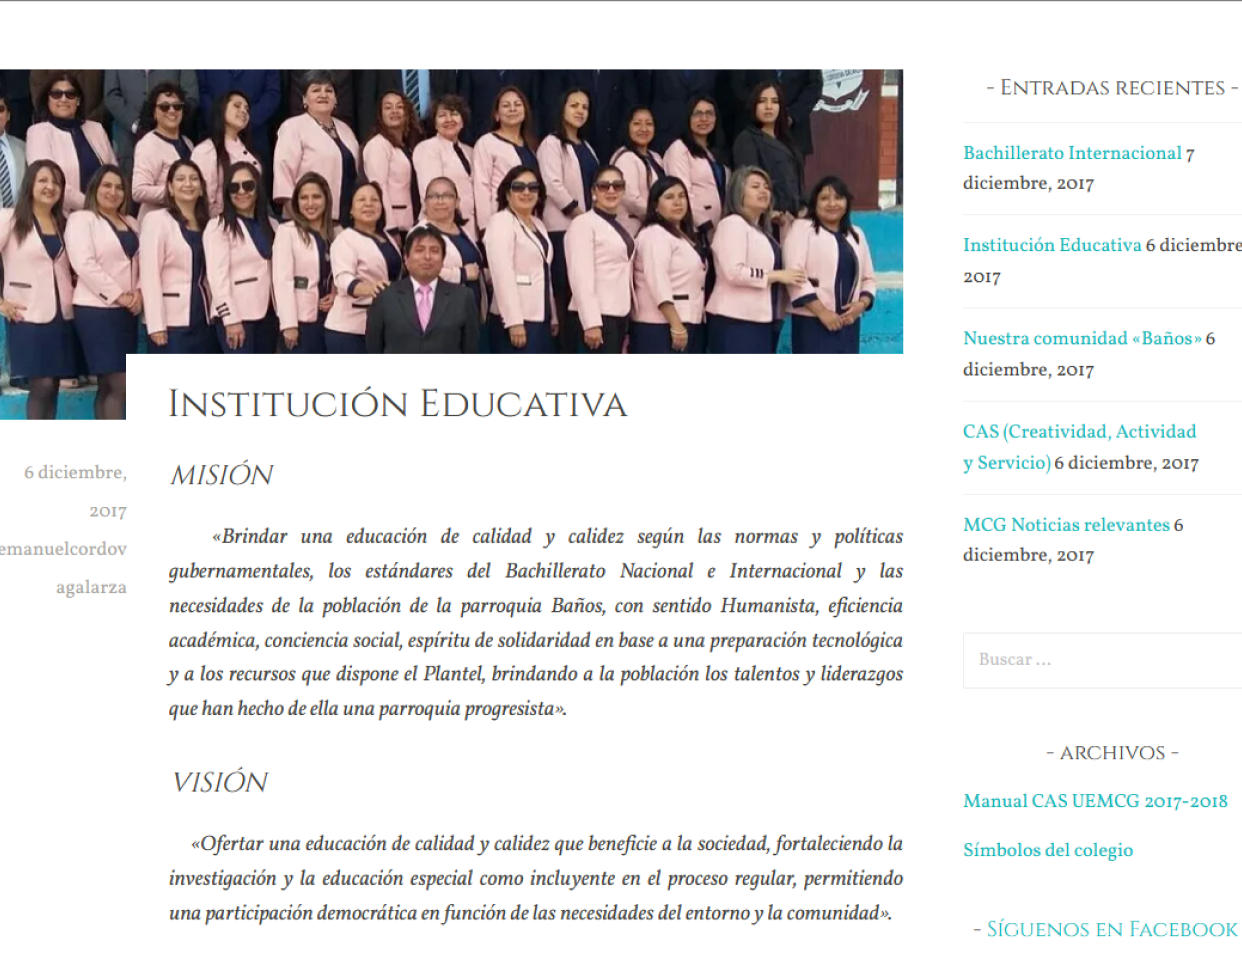 Institución Educativa
6 diciembre,
2017
emanuelcordov
agalarza
MISIÓN
«Brindar una educación de calidad y calidez según las normas y políticas
gubernamentales, los estándares del Bachillerato Nacional e Internacional y las
necesidades de la población de la parroquia Baños, con sentido Humanista, eficiencia
académica, conciencia social, espíritu de solidaridad en base a una preparación tecnológica
y a los recursos que dispone el Plantel, brindando a la población los talentos y liderazgos
que han hecho de ella una parroquia progresista».
VISIÓN
«Ofertar una educación de calidad y calidez que beneficie a la sociedad, fortaleciendo la
investigación y la educación especial como incluyente en el proceso regular, permitiendo
una participación democrática en función de las necesidades del entorno y la comunidad».
- Entradas recientes -
Bachillerato Internacional 7
diciembre, 2017
Institución Educativa 6 diciembre
2017
Nuestra comunidad «Baños» 6
diciembre, 2017
CAS (Creatividad, Actividad
y Servicio) 6 diciembre, 2017
MCG Noticias relevantes 6
diciembre, 2017
Buscar ...
- archivos -
Manual CAS UEMCG 2017-2018
Símbolos del colegio
- Síguenos en Facebook